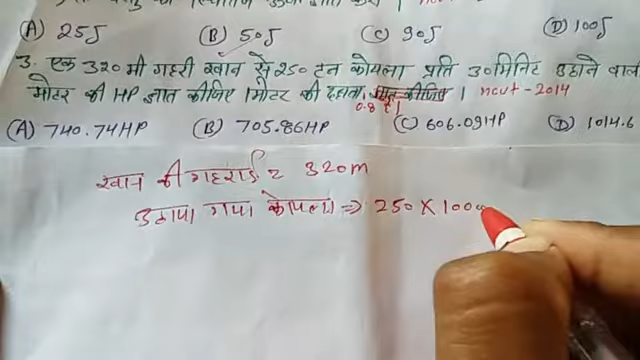 (A) 25J (B) 50J (C) 90J (D) 100J
3. एक 320 मी गहरी खान से 250 टन कोयला प्रति 30 मिनिट उठाने वाल
मोटर की HP ज्ञात कीजिए । मोटर की दक्षता 0.8 है । ncvt - 2014
(A) 740.74HP (B) 705.86HP (C) 606.09HP (D) 1014.6
खान की गहराई = 320m
उठाया गया कोयला => 250 X 1000